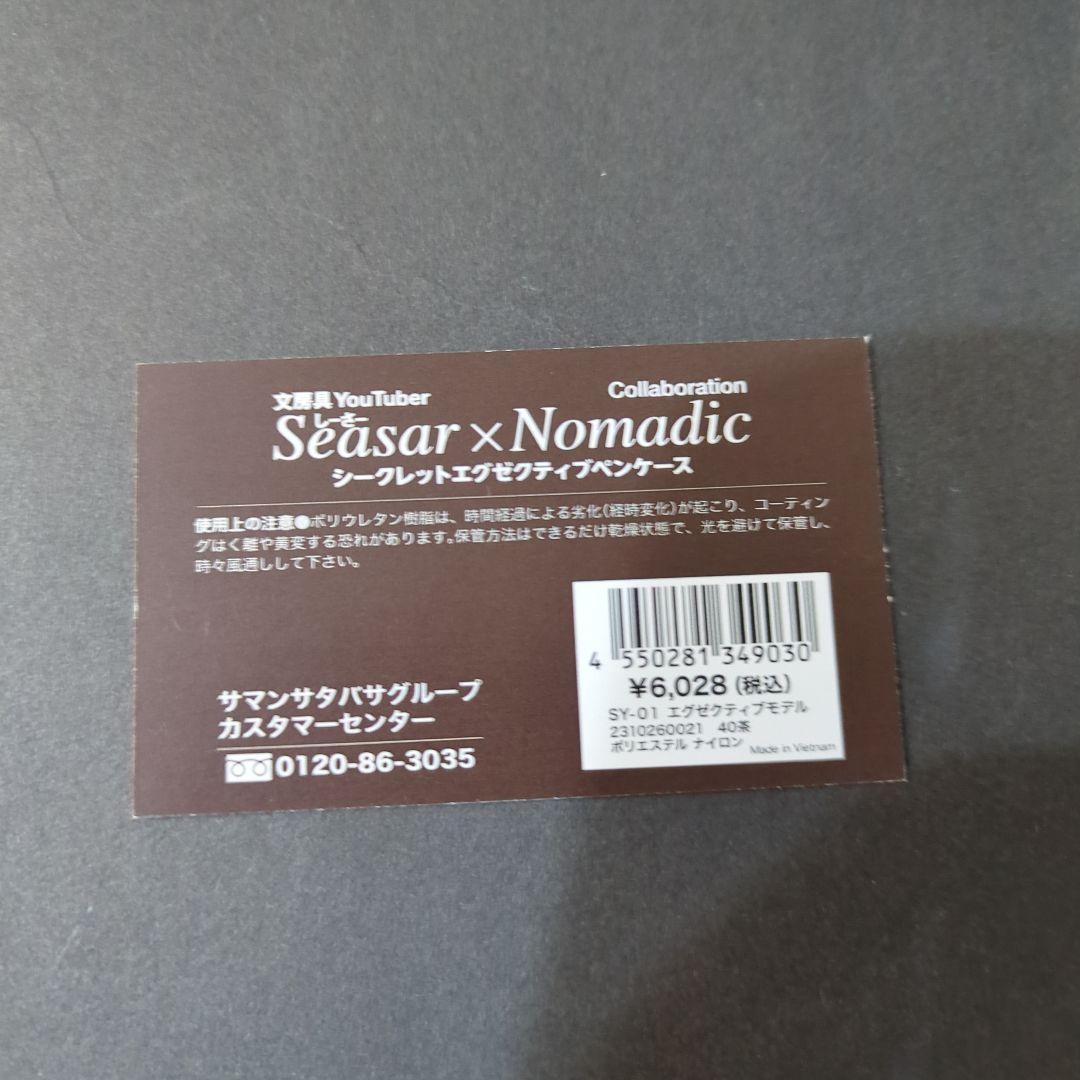 文房具YouTuber
Collaboration
しーさー
Seasar×Nomadic
シークレットエグゼクティブペンケース
使用上の注意●ポリウレタン樹脂は、時間経過による劣化(経時変化)が起こり、コーティン
グはく離や黄変する恐れがあります。保管方法はできるだけ乾燥状態で、光を避けて保管し、
時々風通しして下さい。
4 550281 349030
¥6,028(税込)
SY-01 エグゼクティブモデル
2310260021 40茶
ポリエステル ナイロン
Made in Vietnam
サマンサタバサグループ
カスタマーセンター
0120-86-3035